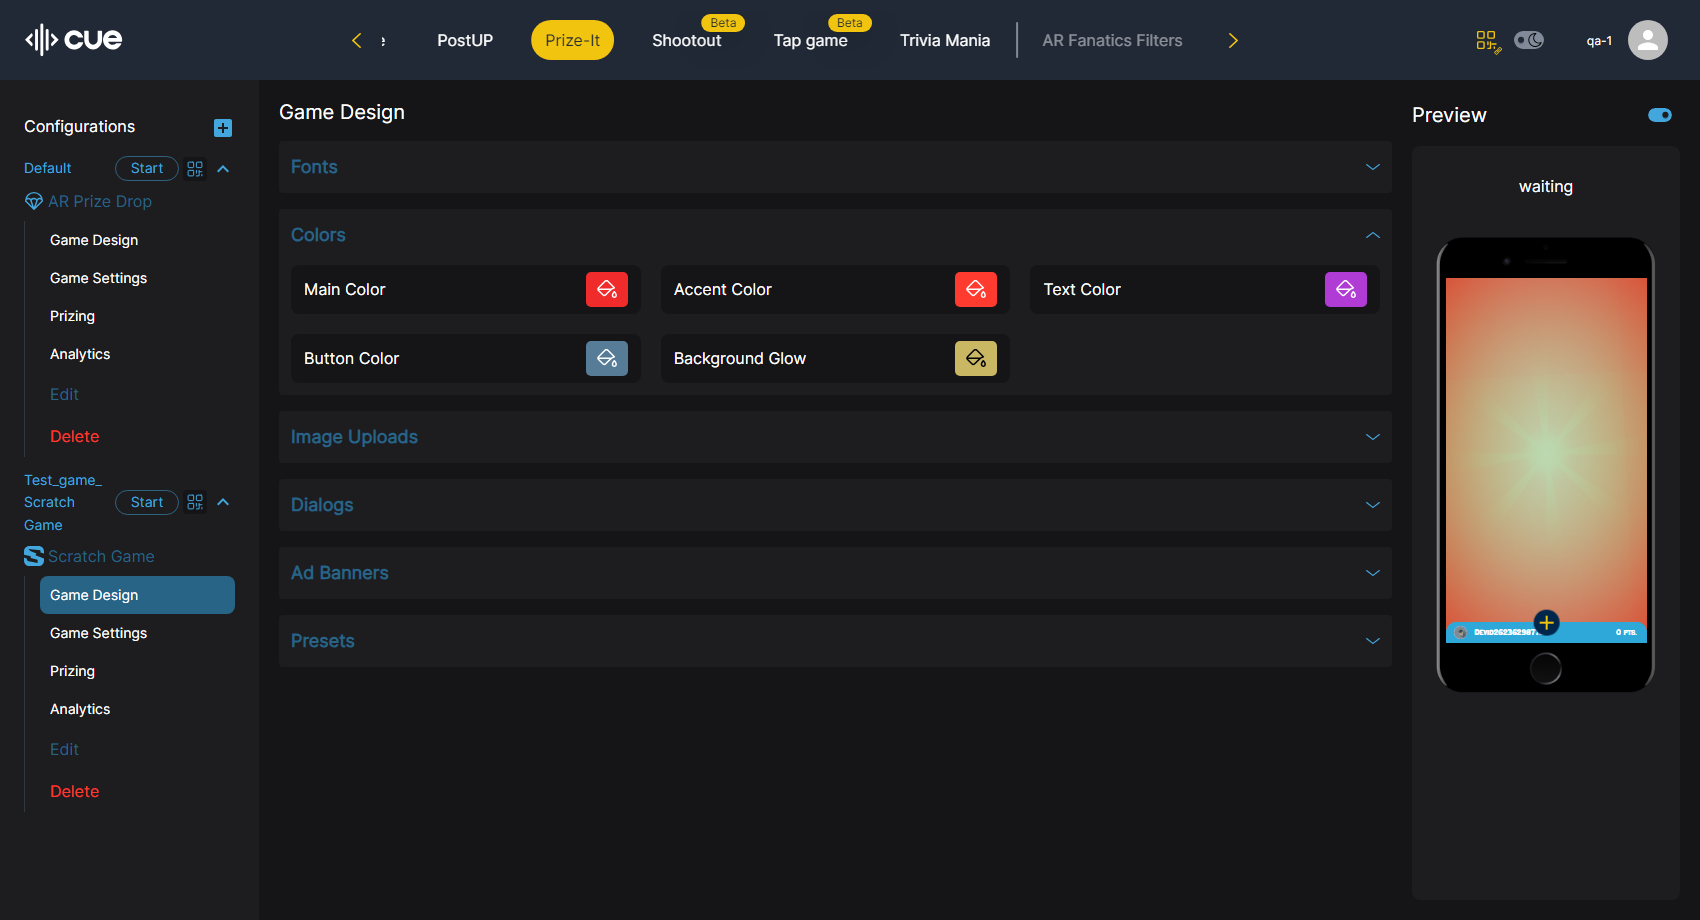 cue
PostUP
Prize-It
Shootout
Beta
Tap game
Beta
Trivia Mania
AR Fanatics Filters
qa-1
Configurations
Default
Start
AR Prize Drop
Game Design
Game Settings
Prizing
Analytics
Edit
Delete
Test_game_
Scratch
Game
Start
Scratch Game
Game Design
Game Settings
Prizing
Analytics
Edit
Delete
Game Design
Fonts
Colors
Main Color
Accent Color
Text Color
Button Color
Background Glow
Image Uploads
Dialogs
Ad Banners
Presets
Preview
waiting
0 PTS.